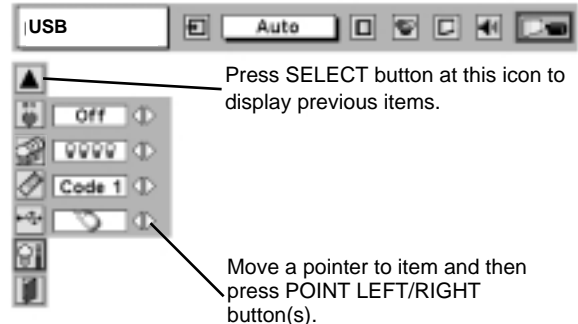 USB
Auto
Press SELECT button at this icon to
display previous items.
Off
Code 1
Move a pointer to item and then
press POINT LEFT/RIGHT
button(s).